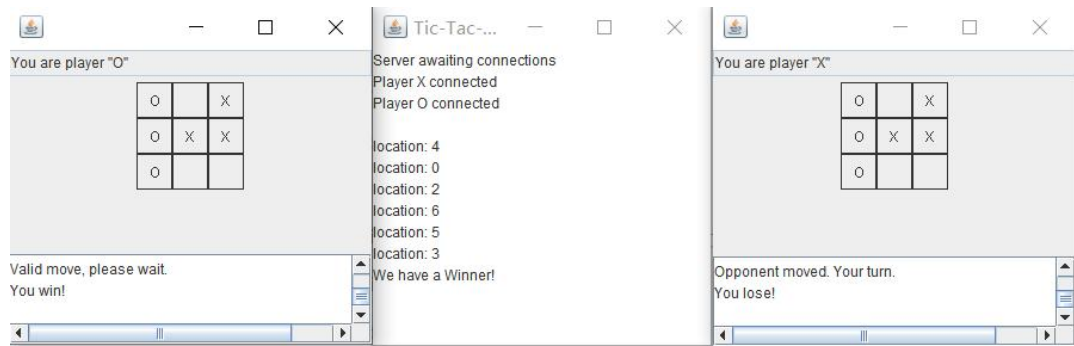 You are player "O"
O X
O X X
O
Valid move, please wait.
You win!
Tic-Tac-...
Server awaiting connections
Player X connected
Player O connected
location: 4
location: 0
location: 2
location: 6
location: 5
location: 3
We have a Winner!
You are player "X"
O X
O X X
O
Opponent moved. Your turn.
You lose!